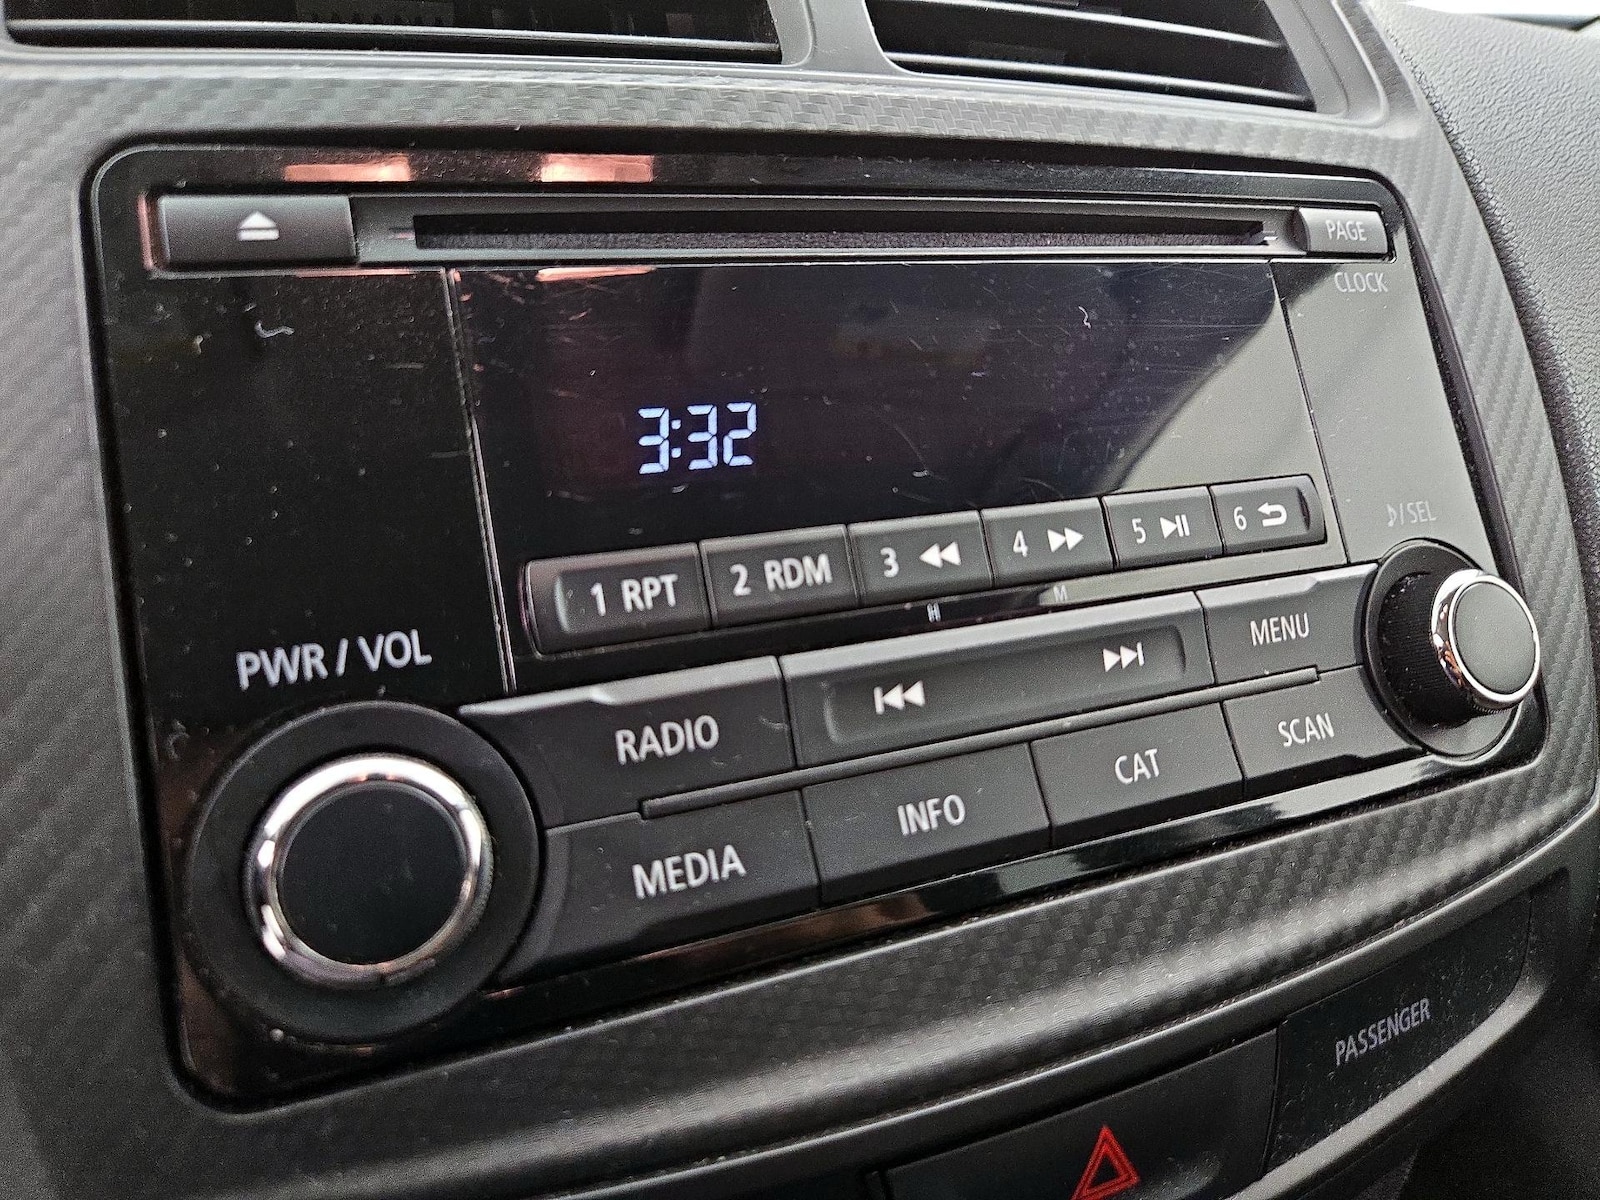 PAGE
CLOCK
3:32
♪/SEL
1 RPT
2 RDM
3
4
5
6
H
M
PWR / VOL
RADIO
MENU
MEDIA
INFO
CAT
SCAN
PASSENGER